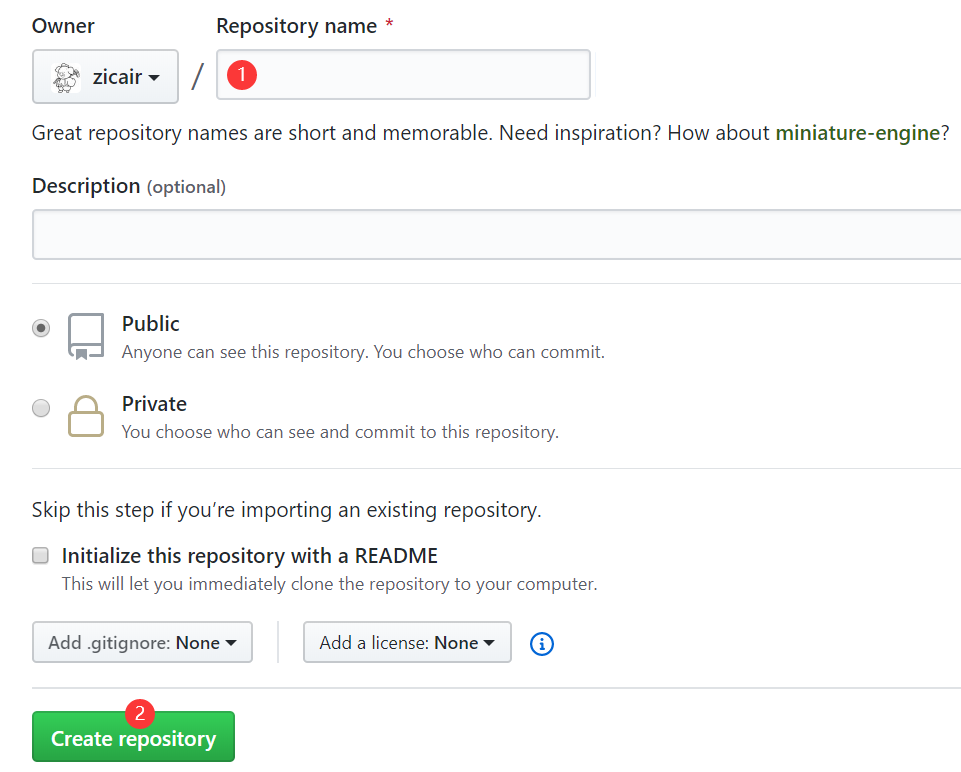 Owner
Repository name *
zicair / 1
Great repository names are short and memorable. Need inspiration? How about miniature-engine?
Description (optional)
Public
Anyone can see this repository. You choose who can commit.
Private
You choose who can see and commit to this repository.
Skip this step if you’re importing an existing repository.
Initialize this repository with a README
This will let you immediately clone the repository to your computer.
Add .gitignore: None
Add a license: None
2
Create repository